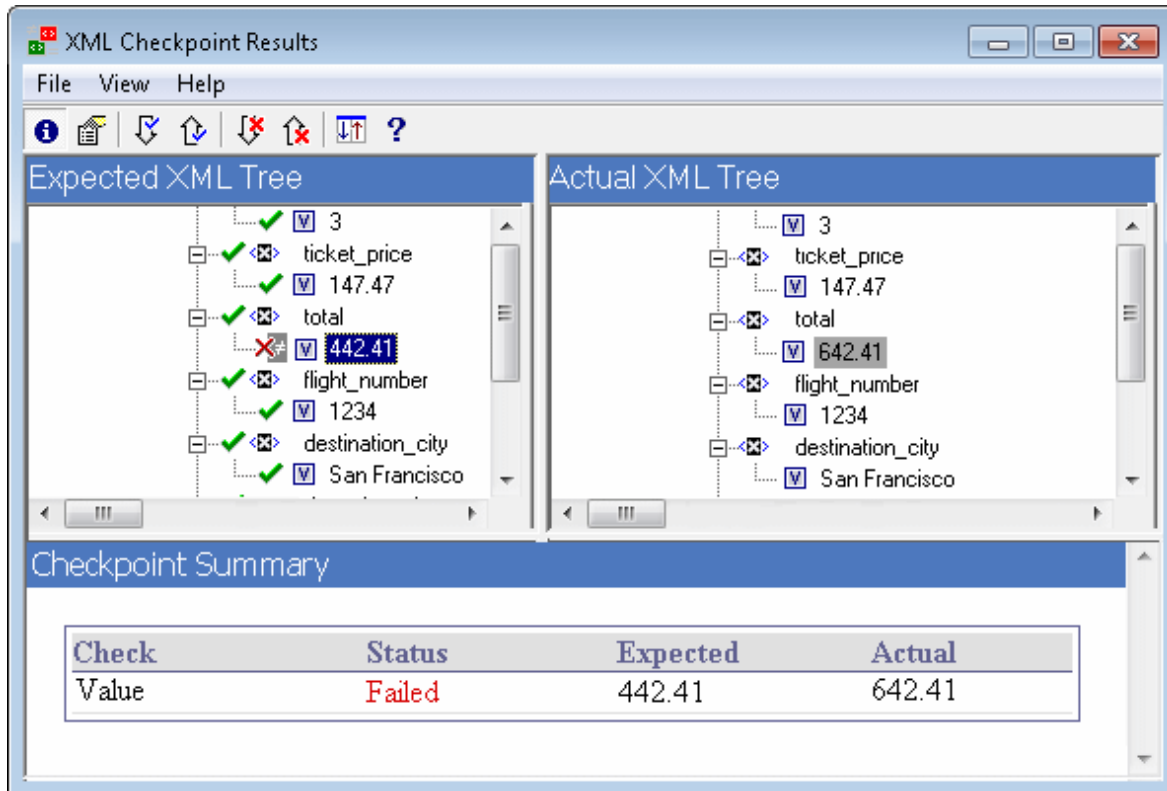 XML Checkpoint Results
File View Help
Expected XML Tree
3
ticket_price
147.47
total
442.41
flight_number
1234
destination_city
San Francisco
Actual XML Tree
3
ticket_price
147.47
total
642.41
flight_number
1234
destination_city
San Francisco
Checkpoint Summary
Check Status Expected Actual
Value Failed 442.41 642.41